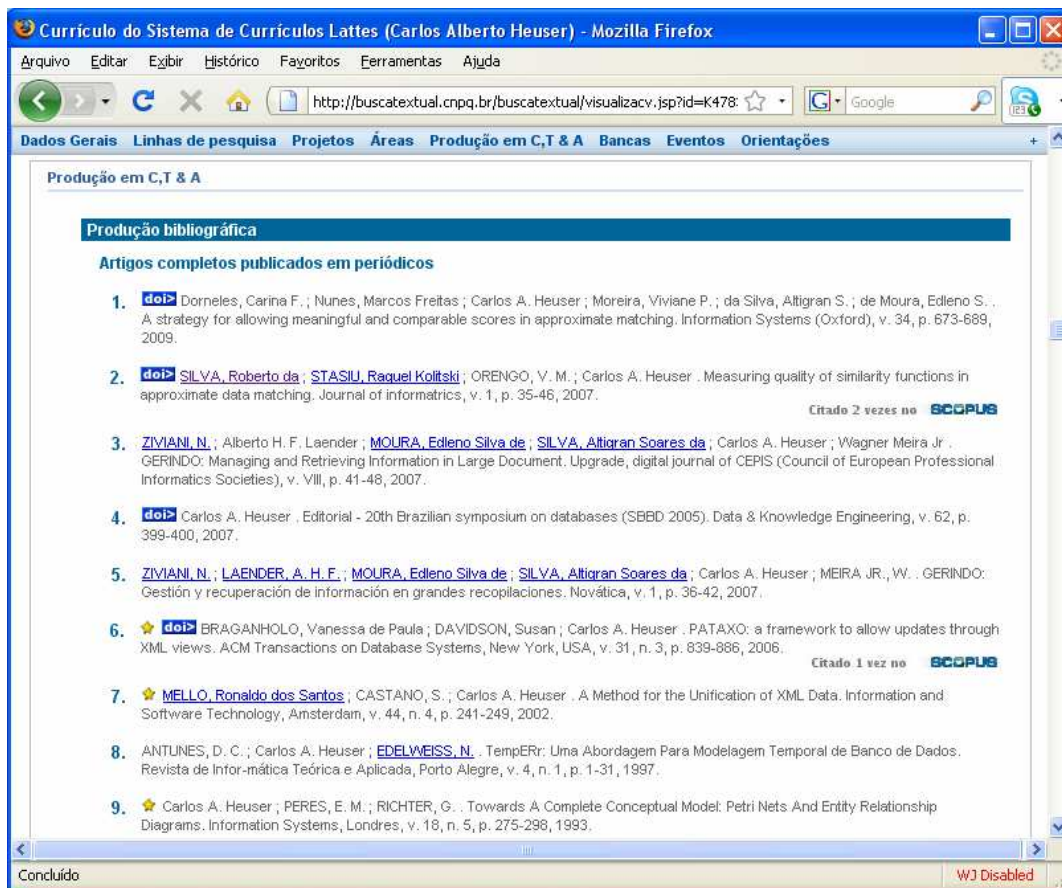 Currículo do Sistema de Currículos Lattes (Carlos Alberto Heuser) - Mozilla Firefox
Arquivo Editar Exibir Histórico Favoritos Ferramentas Ajuda
http://buscatextual.cnpq.br/buscatextual/visualizacv.jsp?id=K478 G Google
Dados Gerais Linhas de pesquisa Projetos Áreas Produção em C,T & A Bancas Eventos Orientações +
Produção em C,T & A
Produção bibliográfica
Artigos completos publicados em periódicos
1. doi> Dorneles, Carina F. ; Nunes, Marcos Freitas ; Carlos A. Heuser ; Moreira, Viviane P. ; da Silva, Altigran S. ; de Moura, Edleno S. .
A strategy for allowing meaningful and comparable scores in approximate matching. Information Systems (Oxford), v. 34, p. 673-689,
2009.
2. doi> SILVA, Roberto da ; STASIU, Raquel Kolitski ; ORENGO, V. M. ; Carlos A. Heuser . Measuring quality of similarity functions in
approximate data matching. Journal of informatrics, v. 1, p. 35-46, 2007.
Citado 2 vezes no SCOPUS
3. ZIVIANI, N. ; Alberto H. F. Laender ; MOURA, Edleno Silva de ; SILVA, Altigran Soares da ; Carlos A. Heuser ; Wagner Meira Jr .
GERINDO: Managing and Retrieving Information in Large Document. Upgrade, digital journal of CEPIS (Council of European Professional
Informatics Societies), v. VIII, p. 41-48, 2007.
4. doi> Carlos A. Heuser . Editorial - 20th Brazilian symposium on databases (SBBD 2005). Data & Knowledge Engineering, v. 62, p.
399-400, 2007.
5. ZIVIANI, N. ; LAENDER, A. H. F. ; MOURA, Edleno Silva de ; SILVA, Altigran Soares da ; Carlos A. Heuser ; MEIRA JR., W. . GERINDO:
Gestión y recuperación de información en grandes recopilaciones. Novática, v. 1, p. 36-42, 2007.
6. doi> BRAGANHOLO, Vanessa de Paula ; DAVIDSON, Susan ; Carlos A. Heuser . PATAXO: a framework to allow updates through
XML views. ACM Transactions on Database Systems, New York, USA, v. 31, n. 3, p. 839-886, 2006.
Citado 1 vez no SCOPUS
7. MELLO, Ronaldo dos Santos ; CASTANO, S. ; Carlos A. Heuser . A Method for the Unification of XML Data. Information and
Software Technology, Amsterdam, v. 44, n. 4, p. 241-249, 2002.
8. ANTUNES, D. C. ; Carlos A. Heuser ; EDELWEISS, N. . TempERr: Uma Abordagem Para Modelagem Temporal de Banco de Dados.
Revista de Infor-mática Teórica e Aplicada, Porto Alegre, v. 4, n. 1, p. 1-31, 1997.
9. Carlos A. Heuser ; PERES, E. M. ; RICHTER, G. . Towards A Complete Conceptual Model: Petri Nets And Entity Relationship
Diagrams. Information Systems, Londres, v. 18, n. 5, p. 275-298, 1993.
Concluído WJ Disabled